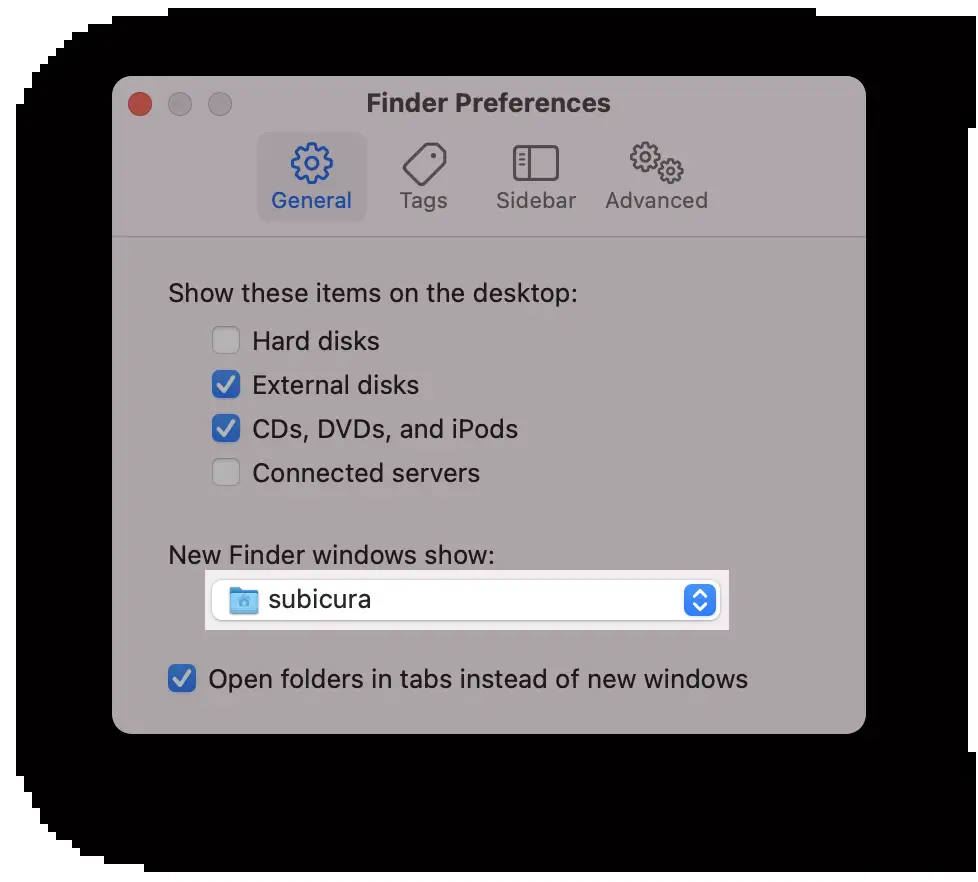 Finder Preferences
General Tags Sidebar Advanced
Show these items on the desktop:
Hard disks
External disks
CDs, DVDs, and iPods
Connected servers
New Finder windows show:
subicura
Open folders in tabs instead of new windows